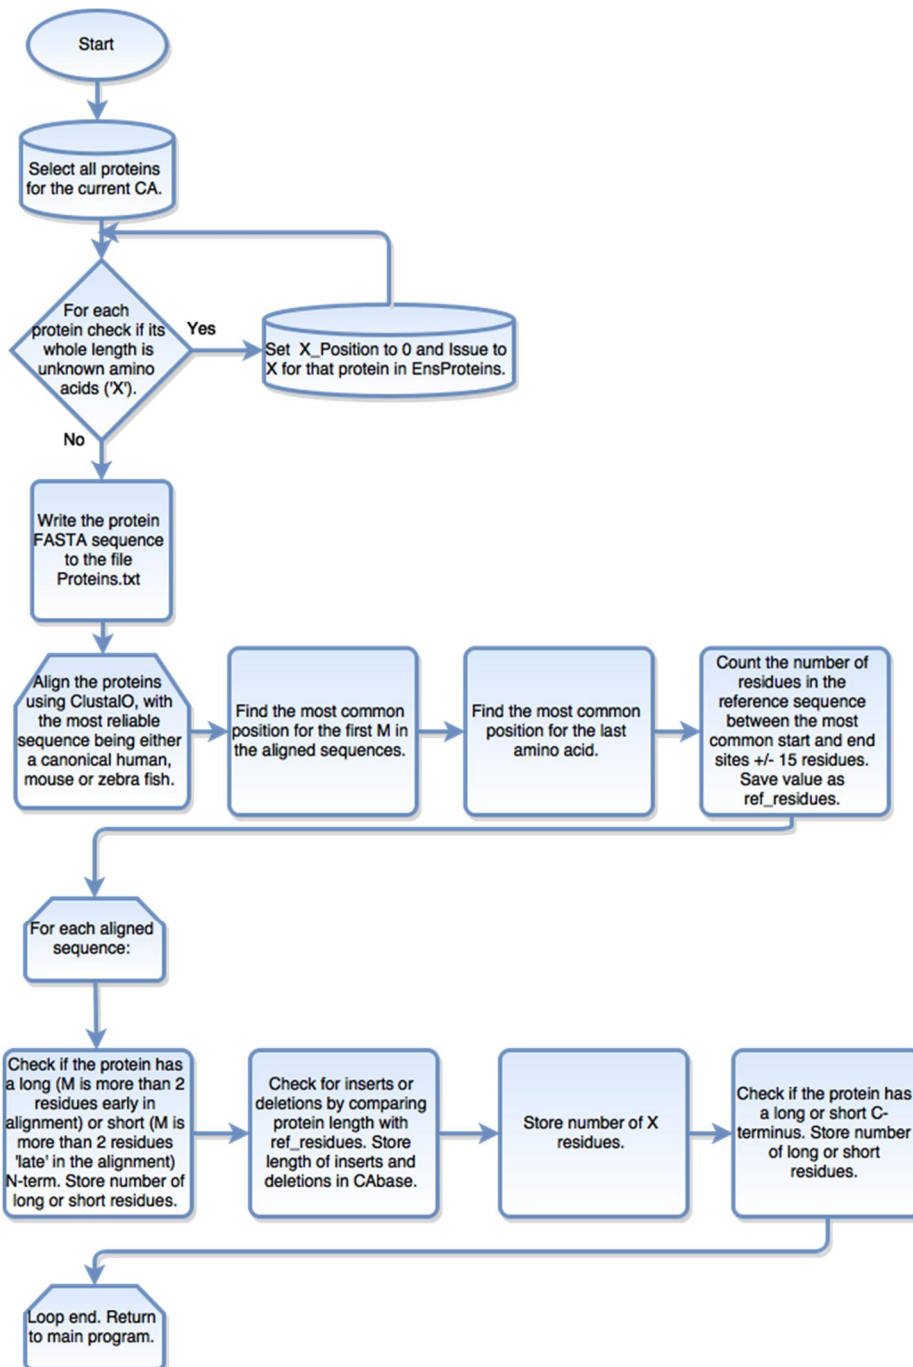 Start
Select all proteins
for the current CA.
For each
protein check if its
whole length is
unknown amino
acids ('X').
Yes
Set X_Position to 0 and Issue to
X for that protein in EnsProteins.
No
Write the protein
FASTA sequence
to the file
Proteins.txt
Align the proteins
using ClustalO, with
the most reliable
sequence being either
a canonical human,
mouse or zebra fish.
Find the most common
position for the first M in
the aligned sequences.
Find the most common
position for the last
amino acid.
Count the number of
residues in the
reference sequence
between the most
common start and end
sites +/- 15 residues.
Save value as
ref_residues.
For each aligned
sequence:
Check if the protein has
a long (M is more than 2
residues early in
alignment) or short (M is
more than 2 residues
'late' in the alignment)
N-term. Store number of
long or short residues.
Check for inserts or
deletions by comparing
protein length with
ref_residues. Store
length of inserts and
deletions in CAbase.
Store number of X
residues.
Check if the protein has
a long or short C-
terminus. Store number
of long or short
residues.
Loop end. Return
to main program.